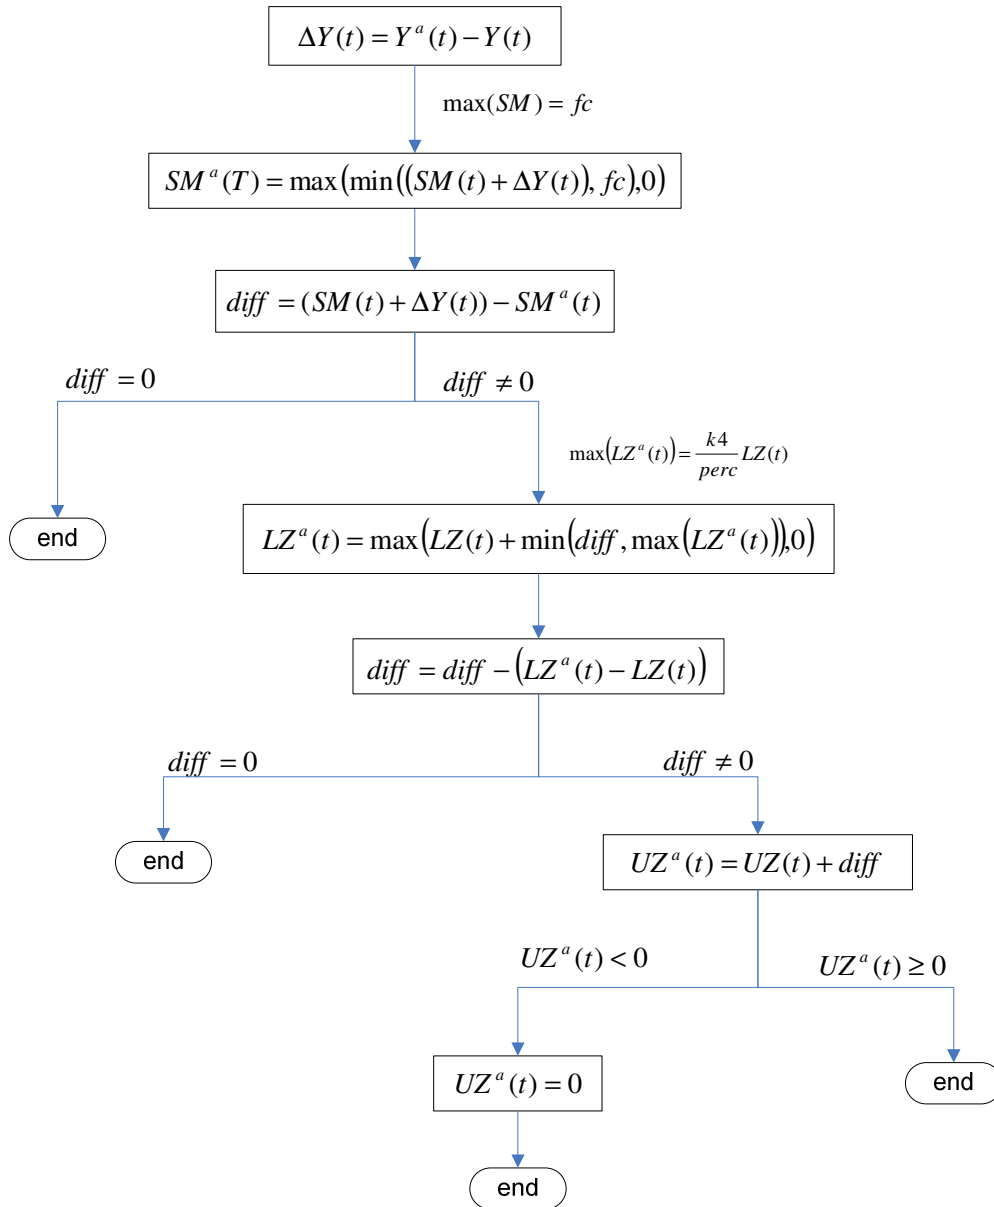 ΔY(t) = Y^a(t) − Y(t)
max(SM) = fc
SM^a(T) = max(min((SM(t) + ΔY(t)), fc),0)
diff = (SM(t) + ΔY(t)) − SM^a(t)
diff = 0
diff ≠ 0
max(LZ^a(t)) = k4/perc LZ(t)
end
LZ^a(t) = max(LZ(t) + min(diff, max(LZ^a(t))),0)
diff = diff − (LZ^a(t) − LZ(t))
diff = 0
diff ≠ 0
end
UZ^a(t) = UZ(t) + diff
UZ^a(t) < 0
UZ^a(t) ≥ 0
UZ^a(t) = 0
end
end